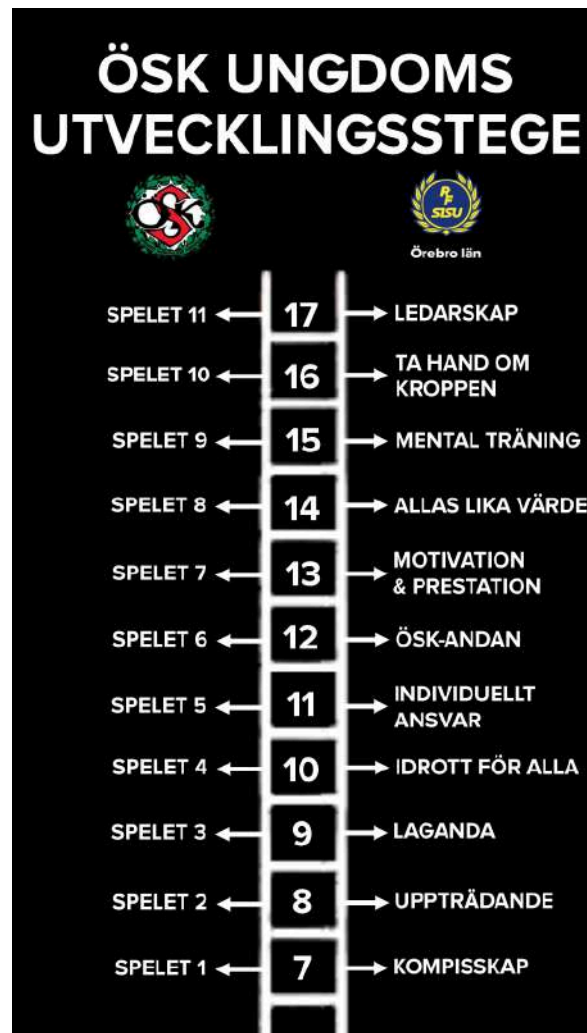 ÖSK UNGDOMS
UTVECKLINGSSTEGE
ÖSK
RF
SISU
Örebro län
SPELET 11 17 LEDARSKAP
SPELET 10 16 TA HAND OM
KROPPEN
SPELET 9 15 MENTAL TRÄNING
SPELET 8 14 ALLAS LIKA VÄRDE
SPELET 7 13 MOTIVATION
& PRESTATION
SPELET 6 12 ÖSK-ANDAN
SPELET 5 11 INDIVIDUELLT
ANSVAR
SPELET 4 10 IDROTT FÖR ALLA
SPELET 3 9 LAGANDA
SPELET 2 8 UPPTRÄDANDE
SPELET 1 7 KOMPISSKAP